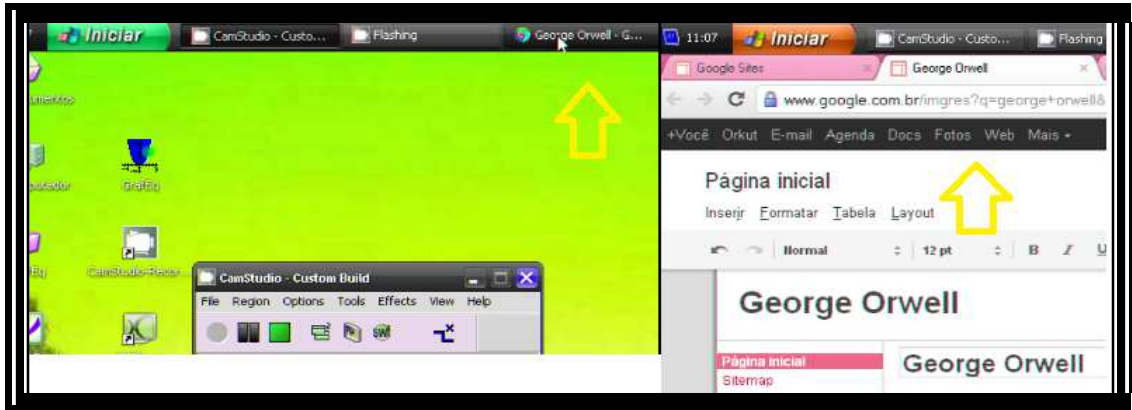 Iniciar
CamStudio - Custo...
Flashing
George Orwell - G...
GrafEq
CamStudio-Recor...
CamStudio - Custom Build
File Region Options Tools Effects View Help
11:07
Iniciar
CamStudio - Custo...
Flashing
Google Sites
George Orwell
www.google.com.br/imgres?q=george+orwell&
+Você Orkut E-mail Agenda Docs Fotos Web Mais
Página inicial
Inserir Formatar Tabela Layout
Normal 12 pt B I U
George Orwell
Página inicial
Sitemap
George Orwell